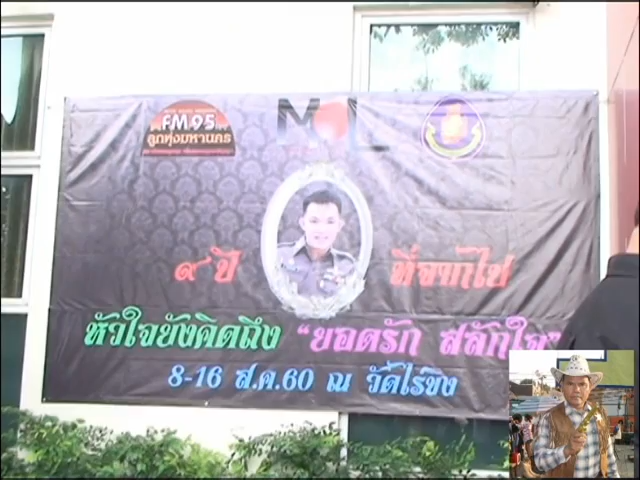 FM 95
ลูกทุ่งมหานคร
๙ ปี ที่จากไป
หัวใจยังคิดถึง "ยอดรัก สลักใจ"
8-16 ส.ค.60 ณ วัดไร่ขิง